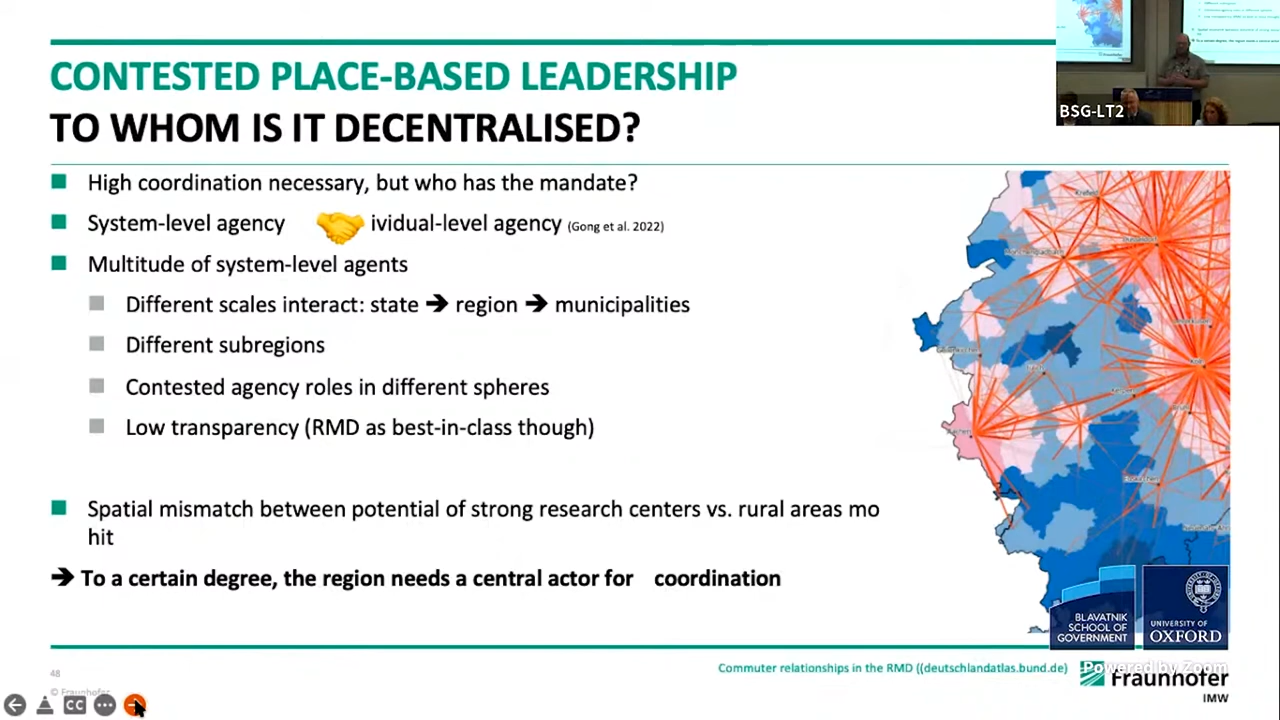 CONTESTED PLACE-BASED LEADERSHIP
TO WHOM IS IT DECENTRALISED?
BSG-LT2
High coordination necessary, but who has the mandate?
System-level agency ividual-level agency (Gong et al. 2022)
Multitude of system-level agents
Different scales interact: state ➔ region ➔ municipalities
Different subregions
Contested agency roles in different spheres
Low transparency (RMD as best-in-class though)
Spatial mismatch between potential of strong research centers vs. rural areas mo
hit
➔ To a certain degree, the region needs a central actor for coordination
Krefeld
BLAVATNIK
SCHOOL OF
GOVERNMENT
UNIVERSITY OF
OXFORD
48
© Fraunhofer
Commuter relationships in the RMD ((deutschlandatlas.bund.de)
Powered by Zoom
Fraunhofer
IMW
CC